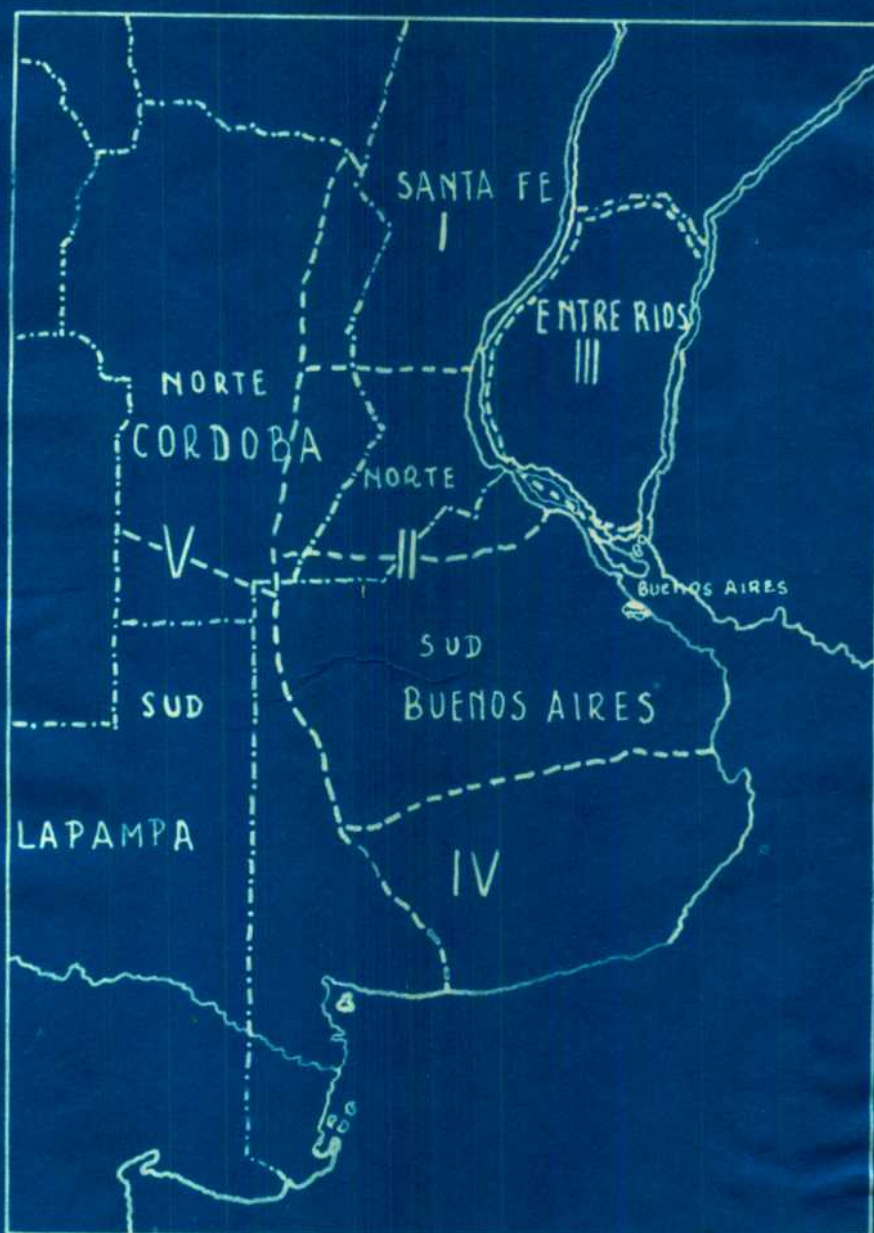 SANTA FE
I
ENTRE RIOS
III
NORTE
CORDOBA
NORTE
V
II
BUENOS AIRES
SUD
SUD
BUENOS AIRES
LAPAMPA
IV